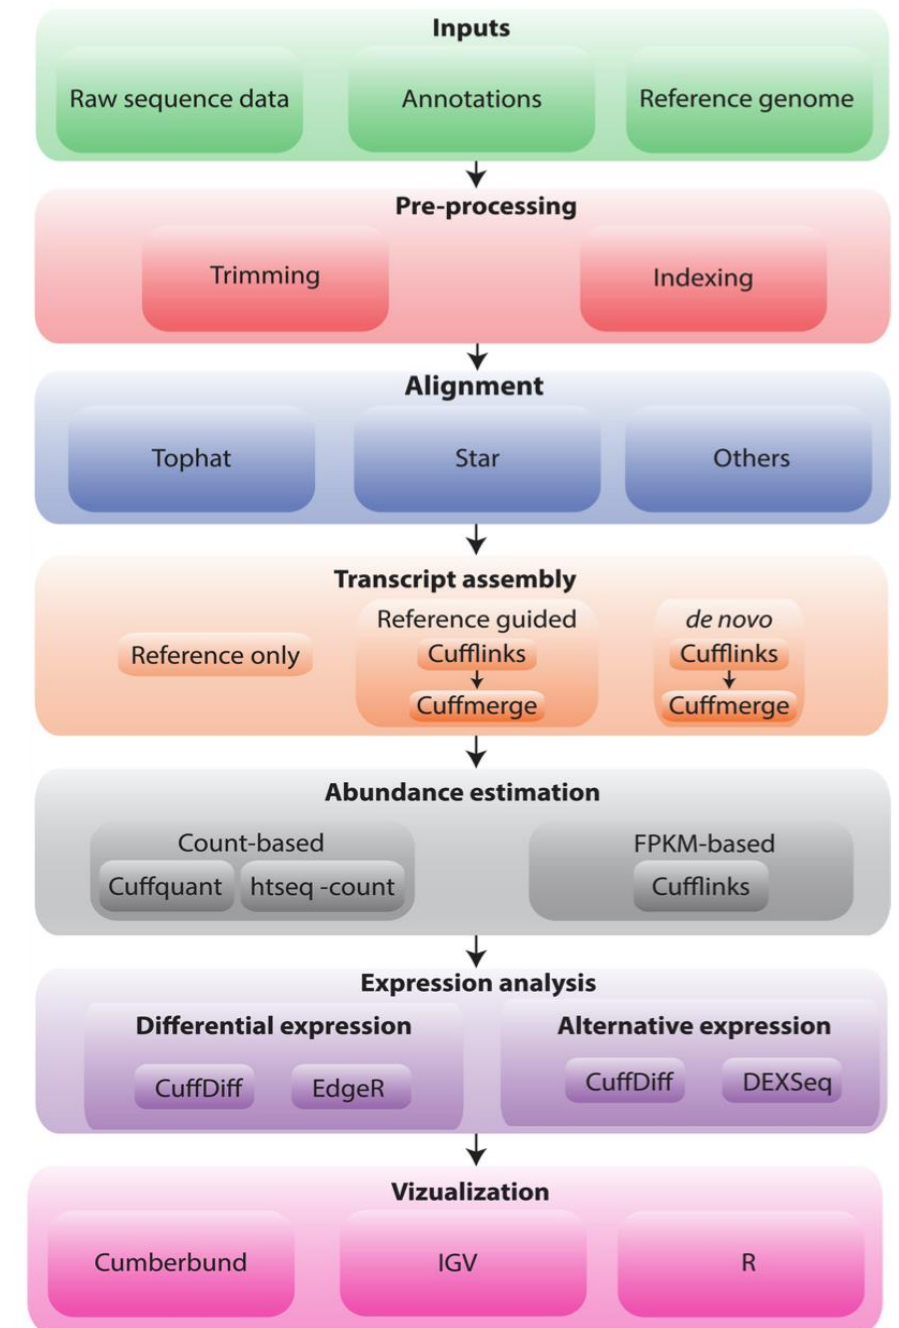 Inputs
Raw sequence data
Annotations
Reference genome
Pre-processing
Trimming
Indexing
Alignment
Tophat
Star
Others
Transcript assembly
Reference only
Reference guided
Cufflinks
Cuffmerge
de novo
Cufflinks
Cuffmerge
Abundance estimation
Count-based
Cuffquant
htseq -count
FPKM-based
Cufflinks
Expression analysis
Differential expression
CuffDiff
EdgeR
Alternative expression
CuffDiff
DEXSeq
Vizualization
Cumberbund
IGV
R